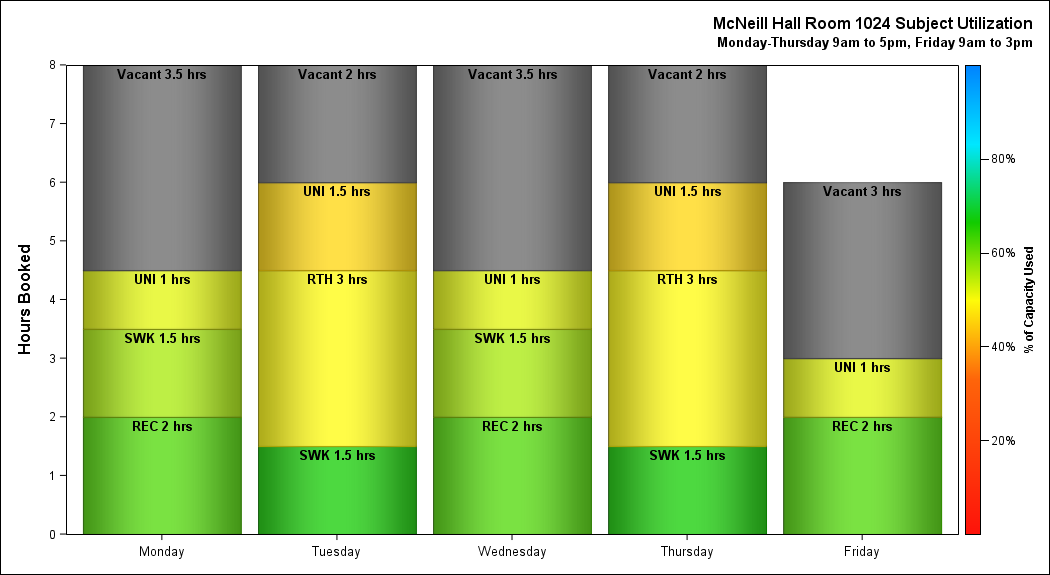 McNeill Hall Room 1024 Subject Utilization
Monday-Thursday 9am to 5pm, Friday 9am to 3pm
Hours Booked
8
7
6
5
4
3
2
1
0
Vacant 3.5 hrs
UNI 1 hrs
SWK 1.5 hrs
REC 2 hrs
Vacant 2 hrs
UNI 1.5 hrs
RTH 3 hrs
SWK 1.5 hrs
Vacant 3.5 hrs
UNI 1 hrs
SWK 1.5 hrs
REC 2 hrs
Vacant 2 hrs
UNI 1.5 hrs
RTH 3 hrs
SWK 1.5 hrs
Vacant 3 hrs
UNI 1 hrs
REC 2 hrs
Monday
Tuesday
Wednesday
Thursday
Friday
80%
60%
40%
20%
% of Capacity Used